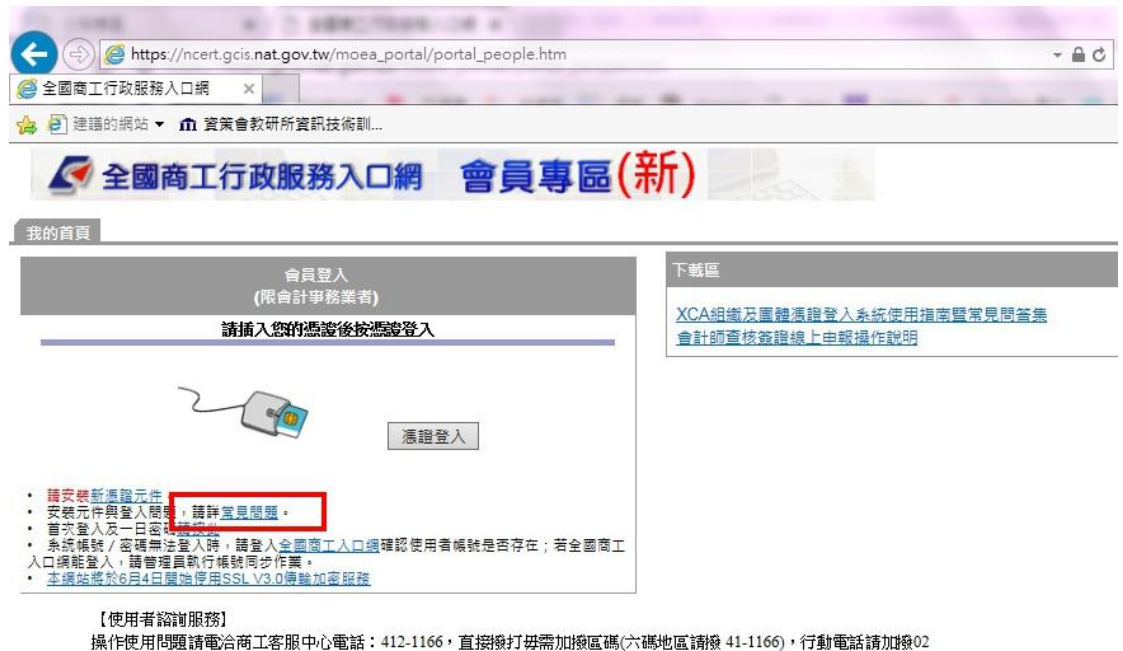 https://ncert.gcis.nat.gov.tw/moea_portal/portal_people.htm
全國商工行政服務入口網 ×
建議的網站 ▼ 資策會教研所資訊技術訓...
全國商工行政服務入口網 會員專區(新)
我的首頁
會員登入
(限會計事務業者)
請插入您的憑證後按憑證登入
憑證登入
• 請安裝新憑證元件。
• 安裝元件與登入問題,請詳常見問題。
• 首次登入及一日密碼請按此
• 系統帳號 / 密碼無法登入時,請登入全國商工入口網確認使用者帳號是否存在;若全國商工
入口網能登入,請管理員執行帳號同步作業。
• 本網站將於6月4日開始停用SSL V3.0傳輸加密服務
下載區
XCA組織及團體憑證登入系統使用指南暨常見問答集
會計師查核簽證線上申報操作說明
【使用者諮詢服務】
操作使用問題請電洽商工客服中心電話:412-1166,直接撥打毋需加撥區碼(六碼地區請撥 41-1166),行動電話請加撥02